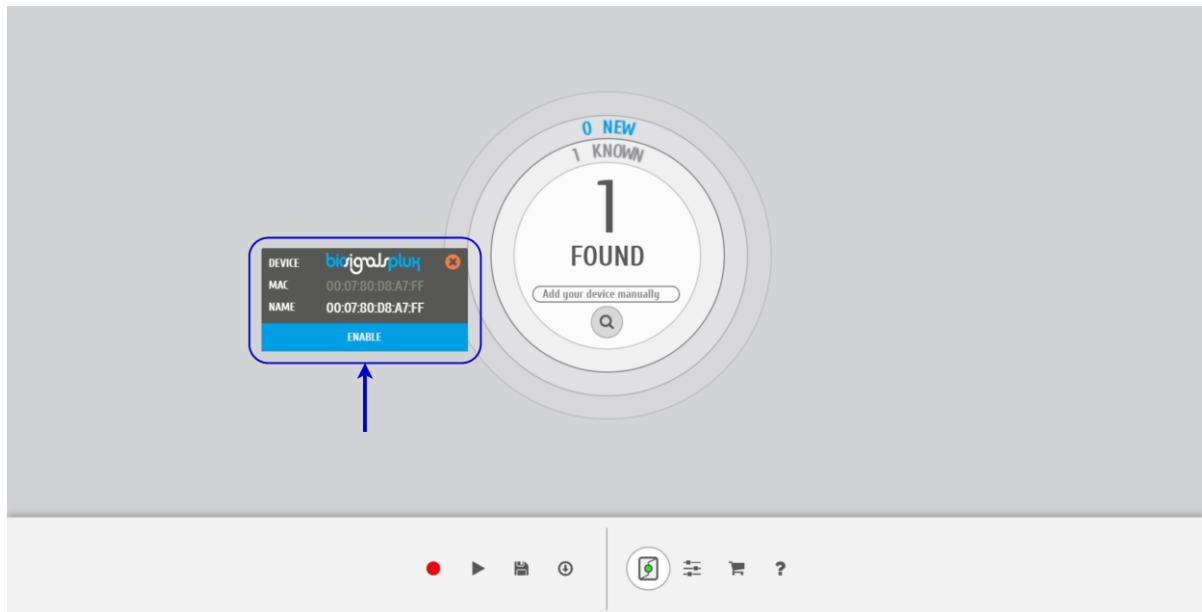 0 NEW
1 KNOWN
1
FOUND
Add your device manually
DEVICE biosignalsplux
MAC 00:07:80:D8:A7:FF
NAME 00:07:80:D8:A7:FF
ENABLE
?